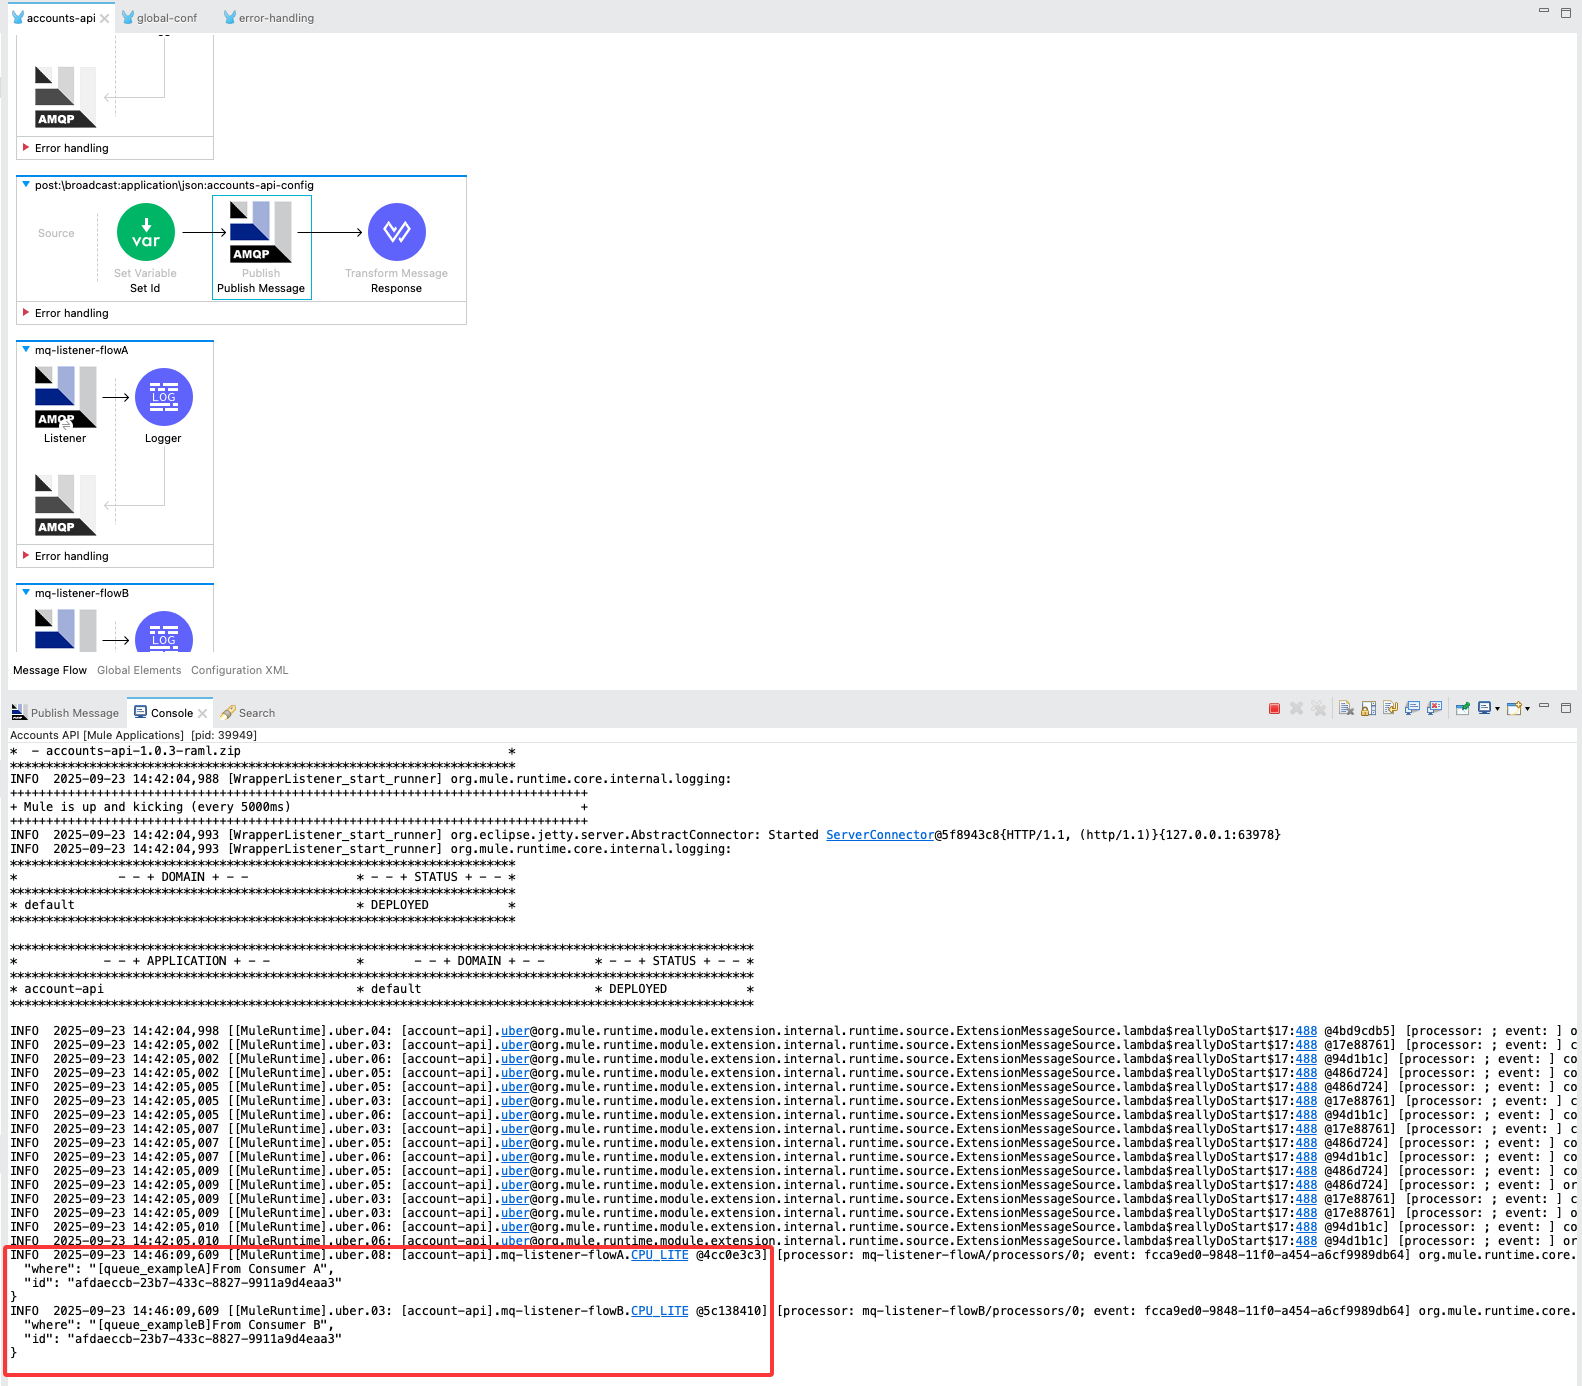 accounts-api
global-conf
error-handling
AMQP
Error handling
post:\broadcast:application\json:accounts-api-config
Source
var
AMQP
Set Variable
Publish
Transform Message
Set Id
Publish Message
Response
Error handling
mq-listener-flowA
LOG
AMQP
Listener
Logger
AMQP
Error handling
mq-listener-flowB
LOG
Message Flow
Global Elements
Configuration XML
Publish Message
Console
Search
Accounts API [Mule Applications] [pid: 39949]
*  - accounts-api-1.0.3-raml.zip                                     *
**********************************************************************
INFO  2025-09-23 14:42:04,988 [WrapperListener_start_runner] org.mule.runtime.core.internal.logging:
++++++++++++++++++++++++++++++++++++++++++++++++++++++++++++++++++++++++++++++++
+ Mule is up and kicking (every 5000ms)                                        +
++++++++++++++++++++++++++++++++++++++++++++++++++++++++++++++++++++++++++++++++
INFO  2025-09-23 14:42:04,993 [WrapperListener_start_runner] org.eclipse.jetty.server.AbstractConnector: Started ServerConnector@5f8943c8{HTTP/1.1, (http/1.1)}{127.0.0.1:63978}
INFO  2025-09-23 14:42:04,993 [WrapperListener_start_runner] org.mule.runtime.core.internal.logging:
**********************************************************************
*              - - + DOMAIN + - -               * - - + STATUS + - - *
**********************************************************************
* default                                       * DEPLOYED           *
**********************************************************************
*******************************************************************************************************
*            - - + APPLICATION + - -            *       - - + DOMAIN + - -       * - - + STATUS + - - *
*******************************************************************************************************
* account-api                                   * default                        * DEPLOYED           *
*******************************************************************************************************
INFO  2025-09-23 14:42:04,998 [[MuleRuntime].uber.04: [account-api].uber@org.mule.runtime.module.extension.internal.runtime.source.ExtensionMessageSource.lambda$reallyDoStart$17:488 @4bd9cdb5] [processor: ; event: ] o
INFO  2025-09-23 14:42:05,002 [[MuleRuntime].uber.03: [account-api].uber@org.mule.runtime.module.extension.internal.runtime.source.ExtensionMessageSource.lambda$reallyDoStart$17:488 @17e88761] [processor: ; event: ] c
INFO  2025-09-23 14:42:05,002 [[MuleRuntime].uber.06: [account-api].uber@org.mule.runtime.module.extension.internal.runtime.source.ExtensionMessageSource.lambda$reallyDoStart$17:488 @94d1b1c] [processor: ; event: ] co
INFO  2025-09-23 14:42:05,002 [[MuleRuntime].uber.05: [account-api].uber@org.mule.runtime.module.extension.internal.runtime.source.ExtensionMessageSource.lambda$reallyDoStart$17:488 @486d724] [processor: ; event: ] co
INFO  2025-09-23 14:42:05,005 [[MuleRuntime].uber.05: [account-api].uber@org.mule.runtime.module.extension.internal.runtime.source.ExtensionMessageSource.lambda$reallyDoStart$17:488 @486d724] [processor: ; event: ] co
INFO  2025-09-23 14:42:05,005 [[MuleRuntime].uber.03: [account-api].uber@org.mule.runtime.module.extension.internal.runtime.source.ExtensionMessageSource.lambda$reallyDoStart$17:488 @17e88761] [processor: ; event: ] c
INFO  2025-09-23 14:42:05,005 [[MuleRuntime].uber.06: [account-api].uber@org.mule.runtime.module.extension.internal.runtime.source.ExtensionMessageSource.lambda$reallyDoStart$17:488 @94d1b1c] [processor: ; event: ] co
INFO  2025-09-23 14:42:05,007 [[MuleRuntime].uber.03: [account-api].uber@org.mule.runtime.module.extension.internal.runtime.source.ExtensionMessageSource.lambda$reallyDoStart$17:488 @17e88761] [processor: ; event: ] c
INFO  2025-09-23 14:42:05,007 [[MuleRuntime].uber.05: [account-api].uber@org.mule.runtime.module.extension.internal.runtime.source.ExtensionMessageSource.lambda$reallyDoStart$17:488 @486d724] [processor: ; event: ] co
INFO  2025-09-23 14:42:05,007 [[MuleRuntime].uber.06: [account-api].uber@org.mule.runtime.module.extension.internal.runtime.source.ExtensionMessageSource.lambda$reallyDoStart$17:488 @94d1b1c] [processor: ; event: ] co
INFO  2025-09-23 14:42:05,009 [[MuleRuntime].uber.05: [account-api].uber@org.mule.runtime.module.extension.internal.runtime.source.ExtensionMessageSource.lambda$reallyDoStart$17:488 @486d724] [processor: ; event: ] co
INFO  2025-09-23 14:42:05,009 [[MuleRuntime].uber.05: [account-api].uber@org.mule.runtime.module.extension.internal.runtime.source.ExtensionMessageSource.lambda$reallyDoStart$17:488 @486d724] [processor: ; event: ] or
INFO  2025-09-23 14:42:05,009 [[MuleRuntime].uber.03: [account-api].uber@org.mule.runtime.module.extension.internal.runtime.source.ExtensionMessageSource.lambda$reallyDoStart$17:488 @17e88761] [processor: ; event: ] c
INFO  2025-09-23 14:42:05,009 [[MuleRuntime].uber.03: [account-api].uber@org.mule.runtime.module.extension.internal.runtime.source.ExtensionMessageSource.lambda$reallyDoStart$17:488 @17e88761] [processor: ; event: ] o
INFO  2025-09-23 14:42:05,010 [[MuleRuntime].uber.06: [account-api].uber@org.mule.runtime.module.extension.internal.runtime.source.ExtensionMessageSource.lambda$reallyDoStart$17:488 @94d1b1c] [processor: ; event: ] co
INFO  2025-09-23 14:42:05,010 [[MuleRuntime].uber.06: [account-api].uber@org.mule.runtime.module.extension.internal.runtime.source.ExtensionMessageSource.lambda$reallyDoStart$17:488 @94d1b1c] [processor: ; event: ] or
INFO  2025-09-23 14:46:09,609 [[MuleRuntime].uber.08: [account-api].mq-listener-flowA.CPU_LITE @4cc0e3c3] [processor: mq-listener-flowA/processors/0; event: fcca9ed0-9848-11f0-a454-a6cf9989db64] org.mule.runtime.core.
"where": "[queue_exampleA]From Consumer A",
"id": "afdaeccb-23b7-433c-8827-9911a9d4eaa3"
}
INFO  2025-09-23 14:46:09,609 [[MuleRuntime].uber.03: [account-api].mq-listener-flowB.CPU_LITE @5c138410] [processor: mq-listener-flowB/processors/0; event: fcca9ed0-9848-11f0-a454-a6cf9989db64] org.mule.runtime.core.
"where": "[queue_exampleB]From Consumer B",
"id": "afdaeccb-23b7-433c-8827-9911a9d4eaa3"
}